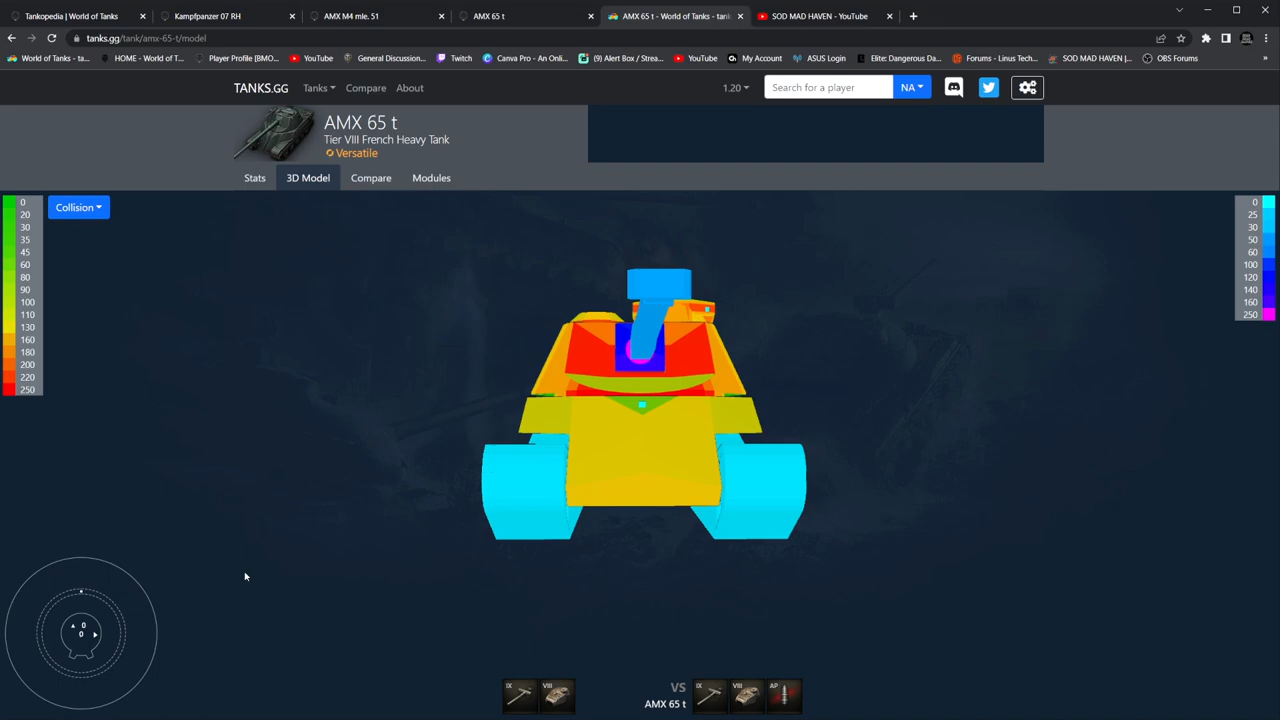 Tankopedia | World of Tanks
Kampfpanzer 07 RH
AMX M4 mle. 51
AMX 65 t
AMX 65 t - World of Tanks - tank
SOD MAD HAVEN - YouTube
tanks.gg/tank/amx-65-t/model
World of Tanks - ta...
HOME - World of T...
Player Profile [BMO...
YouTube
General Discussion...
Twitch
Canva Pro - An Onli...
(9) Alert Box / Strea...
YouTube
My Account
ASUS Login
Elite: Dangerous Da...
Forums - Linus Tech...
SOD MAD HAVEN |...
OBS Forums
»
TANKS.GG
Tanks
Compare
About
1.20
Search for a player
NA
AMX 65 t
Tier VIII French Heavy Tank
Versatile
Stats
3D Model
Compare
Modules
Collision
0
20
30
35
45
60
80
90
100
110
130
160
180
200
220
250
0
25
30
50
60
100
120
140
160
250
0
0
IX
VIII
VS
AMX 65 t
IX
VIII
AP